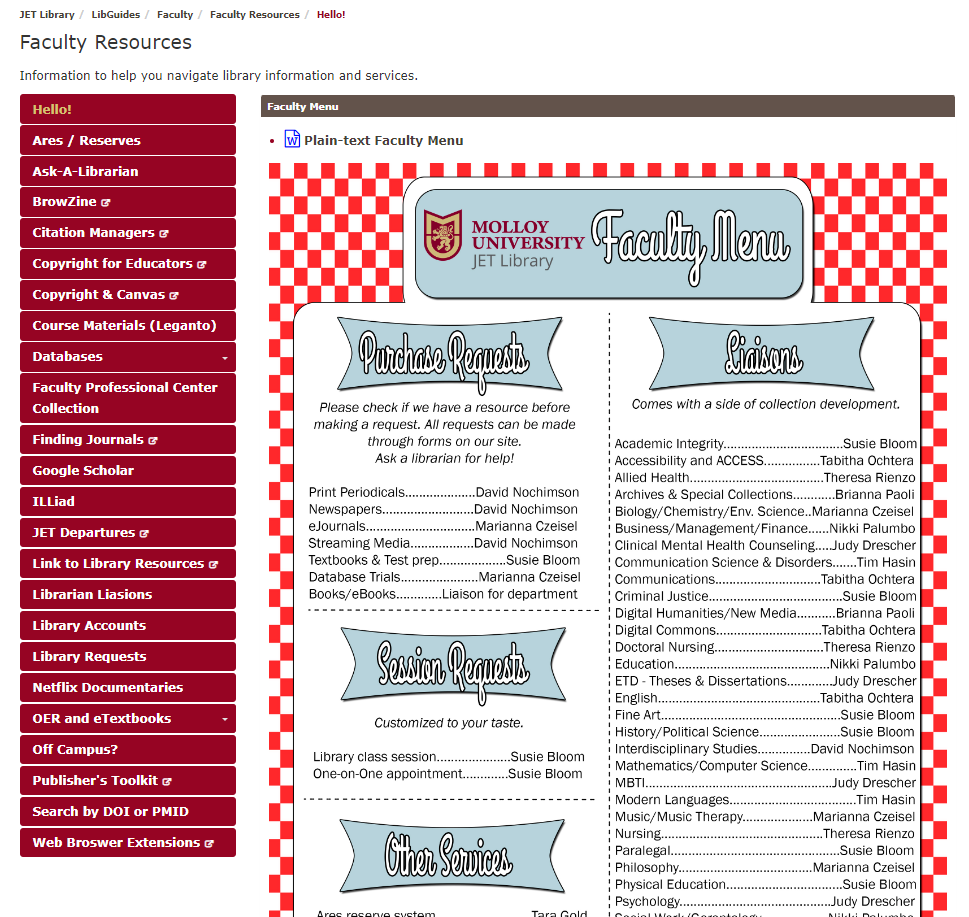 JET Library / LibGuides / Faculty / Faculty Resources / Hello!
Faculty Resources
Information to help you navigate library information and services.
Hello!
Ares / Reserves
Ask-A-Librarian
BrowZine
Citation Managers
Copyright for Educators
Copyright & Canvas
Course Materials (Leganto)
Databases
Faculty Professional Center
Collection
Finding Journals
Google Scholar
ILLiad
JET Departures
Link to Library Resources
Librarian Liasions
Library Accounts
Library Requests
Netflix Documentaries
OER and eTextbooks
Off Campus?
Publisher's Toolkit
Search by DOI or PMID
Web Broswer Extensions
Faculty Menu
Plain-text Faculty Menu
MOLLOY
UNIVERSITY
JET Library
Faculty Menu
Purchase Requests
Please check if we have a resource before
making a request. All requests can be made
through forms on our site.
Ask a librarian for help!
Print Periodicals.....................David Nochimson
Newspapers...........................David Nochimson
eJournals................................Marianna Czeisel
Streaming Media...................David Nochimson
Textbooks & Test prep....................Susie Bloom
Database Trials.......................Marianna Czeisel
Books/eBooks.............Liaison for department
Session Requests
Customized to your taste.
Library class session......................Susie Bloom
One-on-One appointment.............Susie Bloom
Other Services
Ares reserve system Tara Gold
Liaisons
Comes with a side of collection development.
Academic Integrity...................................Susie Bloom
Accessibility and ACCESS................Tabitha Ochtera
Allied Health.......................................Theresa Rienzo
Archives & Special Collections............Brianna Paoli
Biology/Chemistry/Env. Science..Marianna Czeisel
Business/Management/Finance......Nikki Palumbo
Clinical Mental Health Counseling.....Judy Drescher
Communication Science & Disorders.......Tim Hasin
Communications..............................Tabitha Ochtera
Criminal Justice.......................................Susie Bloom
Digital Humanities/New Media...........Brianna Paoli
Digital Commons..............................Tabitha Ochtera
Doctoral Nursing...............................Theresa Rienzo
Education.............................................Nikki Palumbo
ETD - Theses & Dissertations.............Judy Drescher
English...............................................Tabitha Ochtera
Fine Art....................................................Susie Bloom
History/Political Science.......................Susie Bloom
Interdisciplinary Studies...............David Nochimson
Mathematics/Computer Science..............Tim Hasin
MBTI.....................................................Judy Drescher
Modern Languages.....................................Tim Hasin
Music/Music Therapy....................Marianna Czeisel
Nursing...............................................Theresa Rienzo
Paralegal.................................................Susie Bloom
Philosophy......................................Marianna Czeisel
Physical Education.................................Susie Bloom
Psychology...........................................Judy Drescher
Social Work/Gerontology Nikki Palumbo